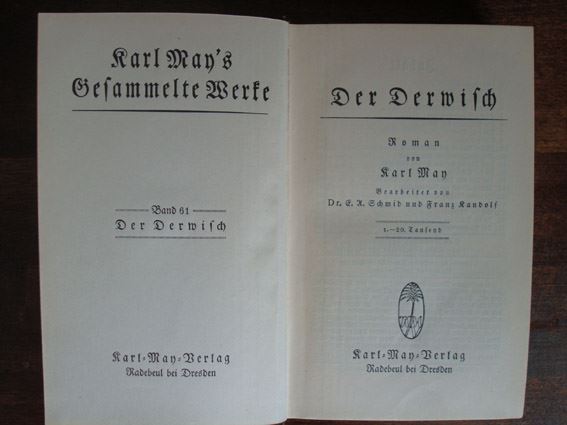 Karl May's
Gesammelte Werke
Band 61
Der Derwisch
Karl=May=Verlag
Radebeul bei Dresden
Der Derwisch
Roman
von
Karl May
Bearbeitet von
Dr. E. A. Schmid und Franz Kandolf
1.—20. Tausend
Karl=May=Verlag
Radebeul bei Dresden